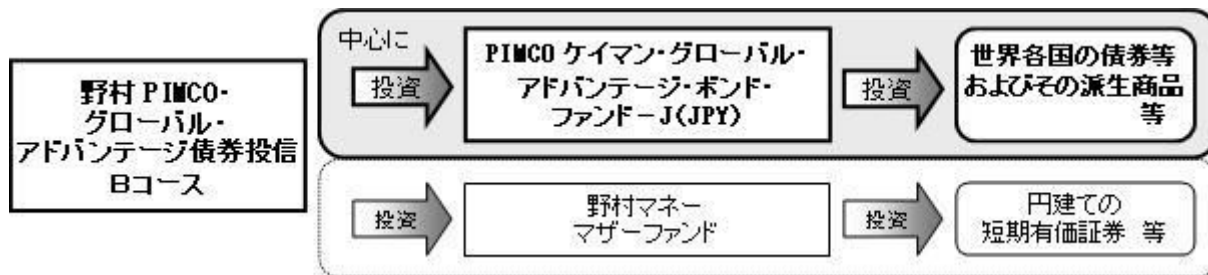 野村PIMCO・
グローバル・
アドバンテージ債券投信
Bコース
中心に
投資
PIMCO ケイマン・グローバル・
アドバンテージ・ボンド・
ファンド－J(JPY)
投資
世界各国の債券等
およびその派生商品
等
投資
野村マネー
マザーファンド
投資
円建ての
短期有価証券 等